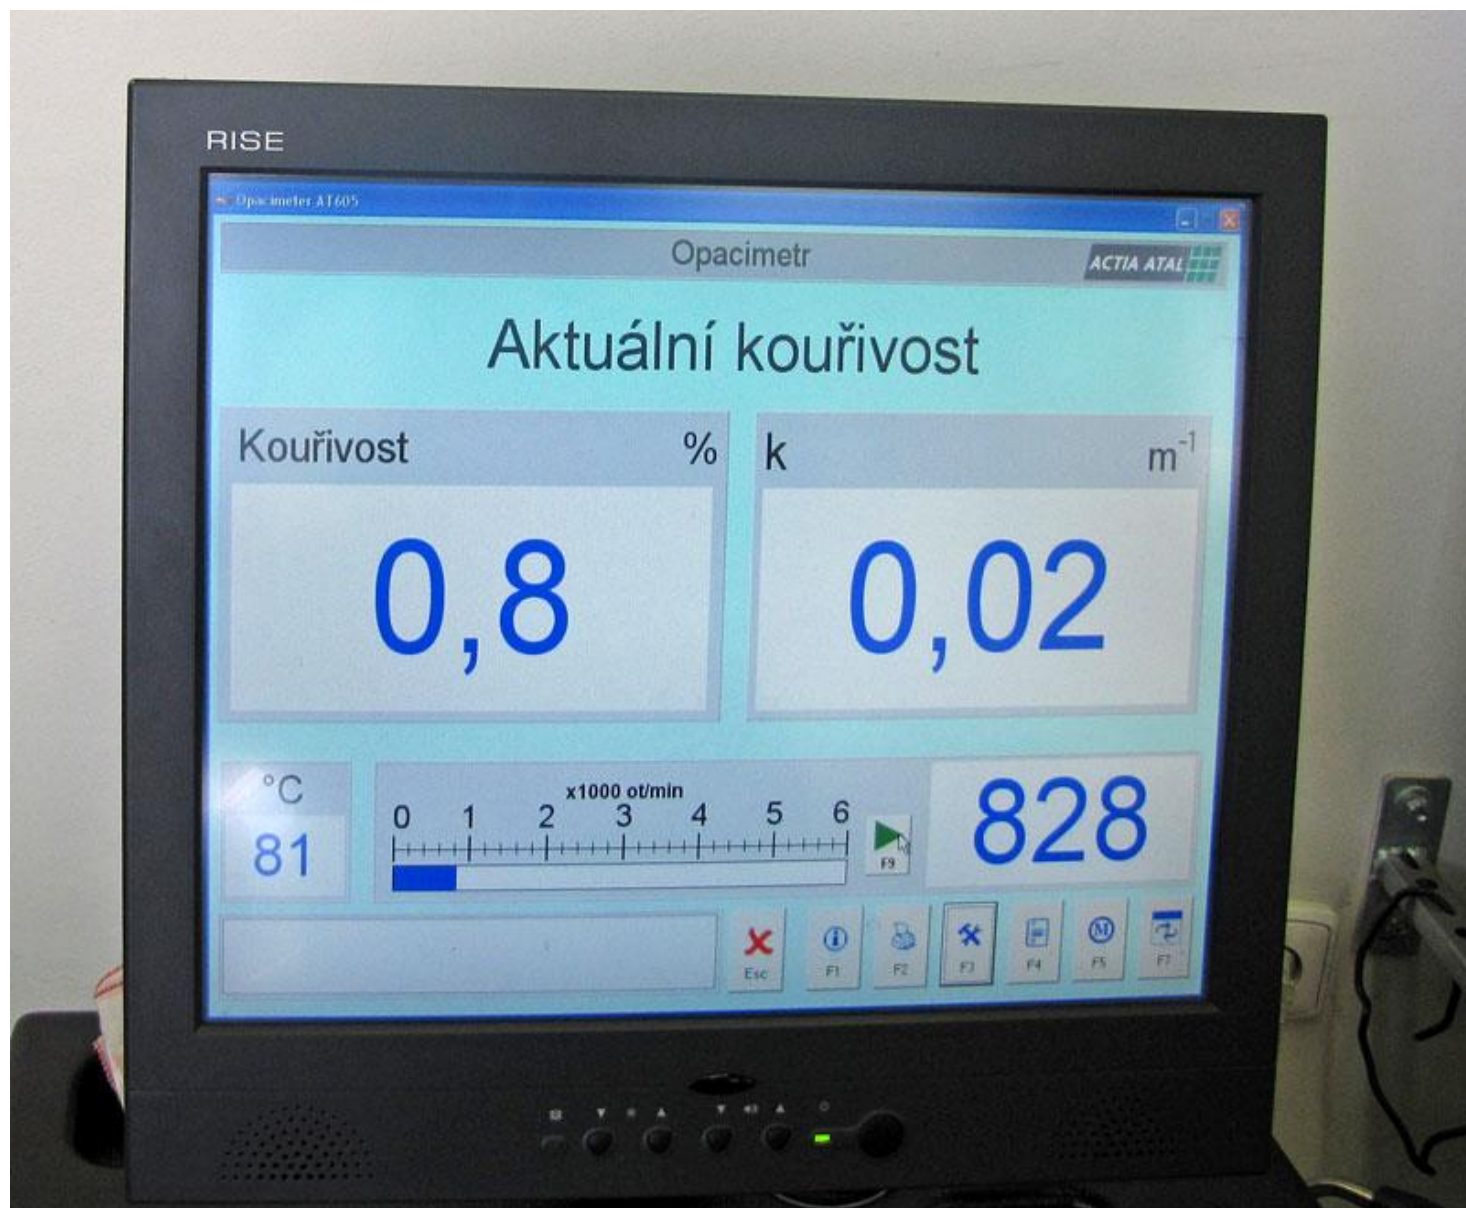 RISE
Opacimeter AT605
Opacimetr
ACTIA ATAL
Aktuální kouřivost
Kouřivost %
k m⁻¹
0,8
0,02
°C
81
x1000 ot/min
0 1 2 3 4 5 6
F9
828
Esc
F1
F2
F3
F4
M
F5
F7